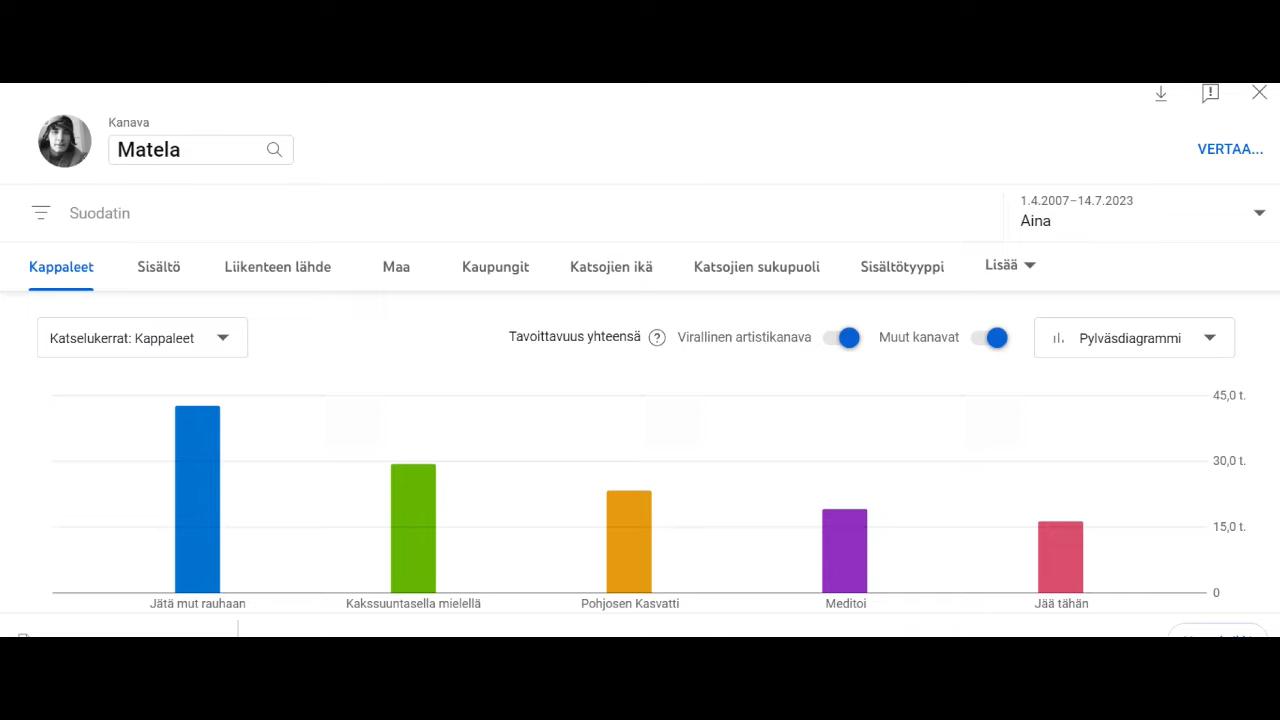 Kanava
Matela
VERTAA...
Suodatin
1.4.2007–14.7.2023
Aina
Kappaleet Sisältö Liikenteen lähde Maa Kaupungit Katsojien ikä Katsojien sukupuoli Sisältötyyppi Lisää
Katselukerrat: Kappaleet Tavoittavuus yhteensä ? Virallinen artistikanava Muut kanavat Pylväsdiagrammi
45,0 t.
30,0 t.
15,0 t.
0
Jätä mut rauhaan Kakssuuntasella mielellä Pohjosen Kasvatti Meditoi Jää tähän